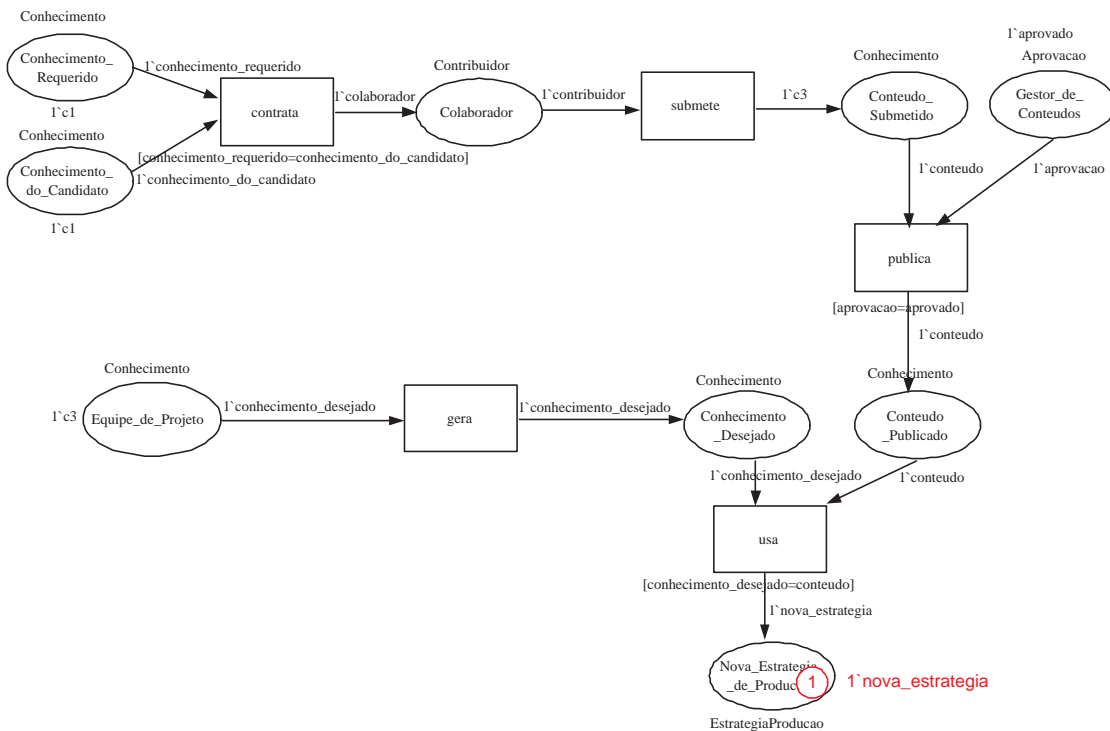 Conhecimento
Conhecimento_
Requerido
1`conhecimento_requerido
1`c1
contrata
[conhecimento_requerido=conhecimento_do_candidato]
Conhecimento
Conhecimento_
do_Candidato
1`conhecimento_do_candidato
1`c1
1`colaborador
Contribuidor
Colaborador
1`contribuidor
submete
1`c3
Conhecimento
Conteudo_
Submetido
1`conteudo
1`aprovado
Aprovacao
Gestor_de_
Conteudos
1`aprovacao
publica
[aprovacao=aprovado]
1`conteudo
Conhecimento
1`c3
Equipe_de_Projeto
1`conhecimento_desejado
gera
1`conhecimento_desejado
Conhecimento
Conhecimento
_Desejado
1`conhecimento_desejado
Conhecimento
Conteudo
_Publicado
1`conteudo
usa
[conhecimento_desejado=conteudo]
1`nova_estrategia
Nova_Estrategia
_de_Produc
1
1`nova_estrategia
EstrategiaProducao